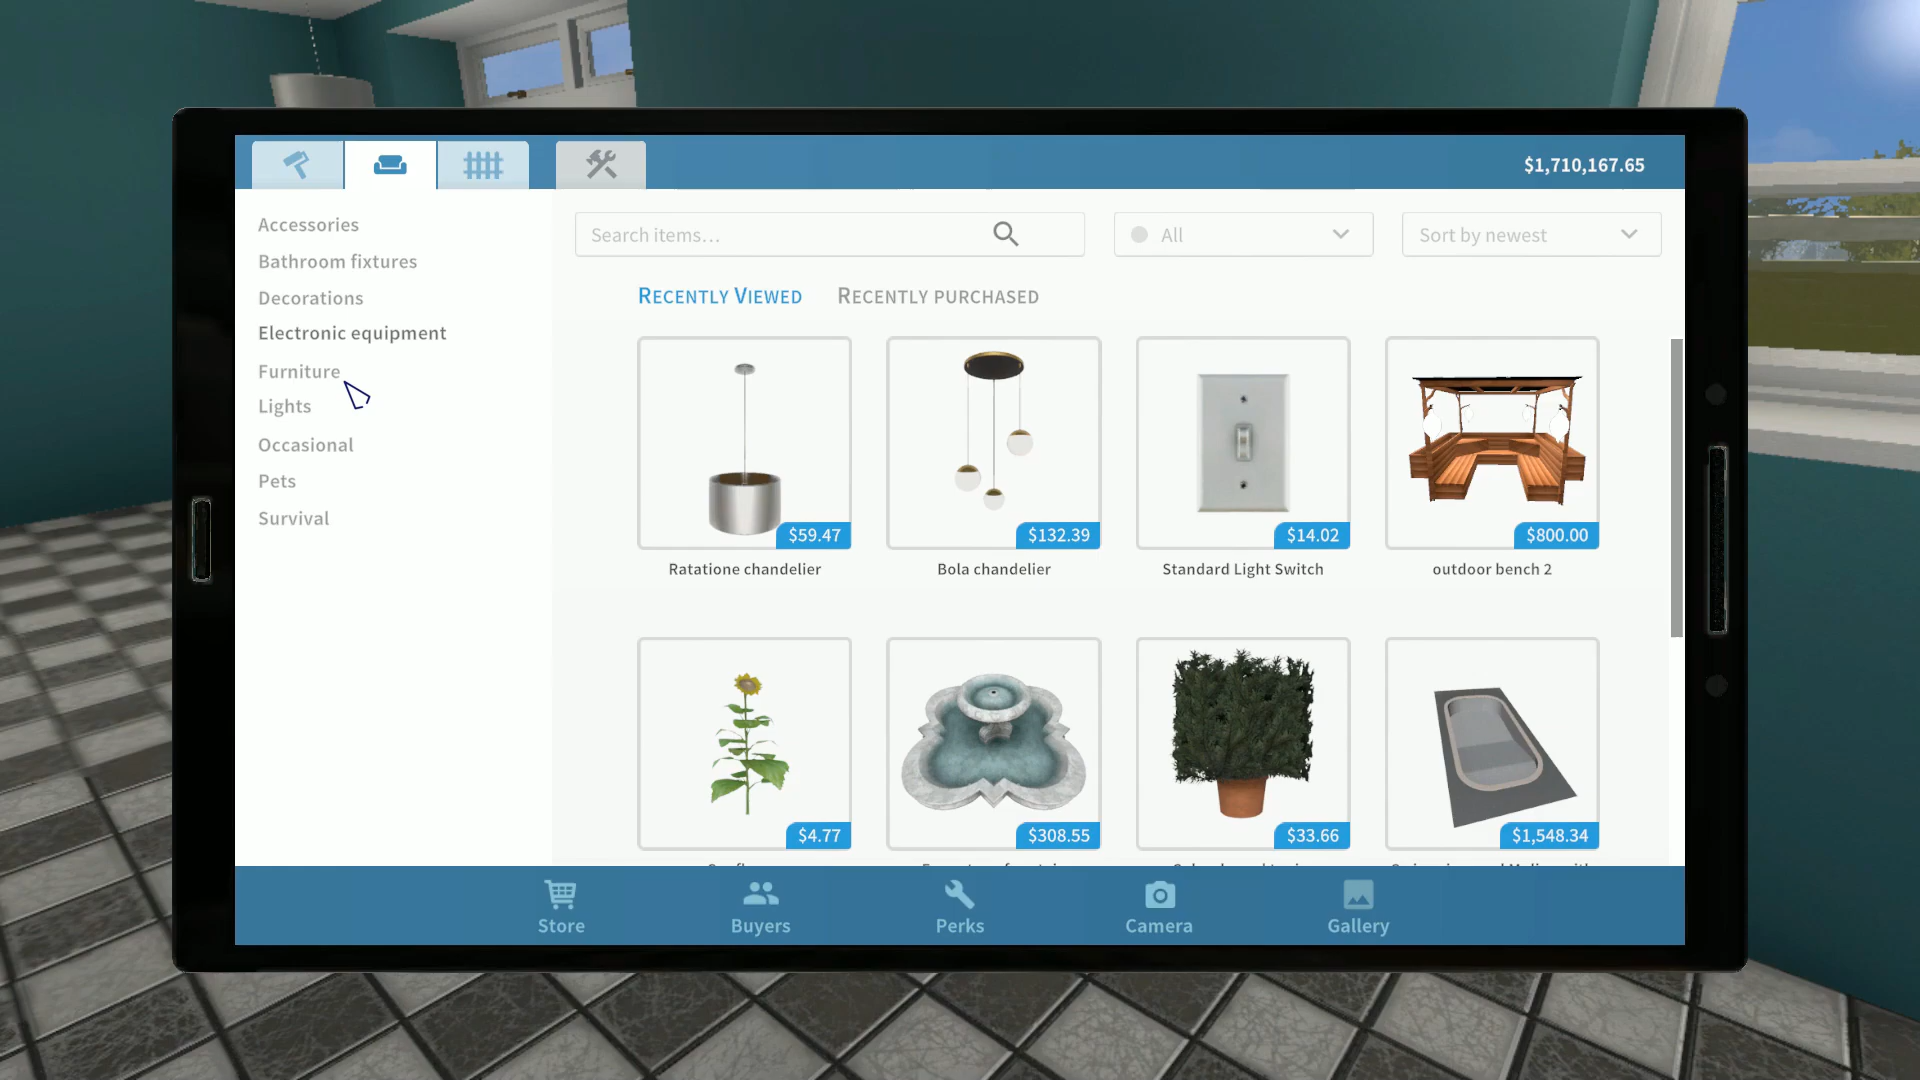 $1,710,167.65
Accessories
Bathroom fixtures
Decorations
Electronic equipment
Furniture
Lights
Occasional
Pets
Survival
Search items...
All
Sort by newest
RECENTLY VIEWED
RECENTLY PURCHASED
$59.47
$132.39
$14.02
$800.00
Ratatione chandelier
Bola chandelier
Standard Light Switch
outdoor bench 2
$4.77
$308.55
$33.66
$1,548.34
Store
Buyers
Perks
Camera
Gallery